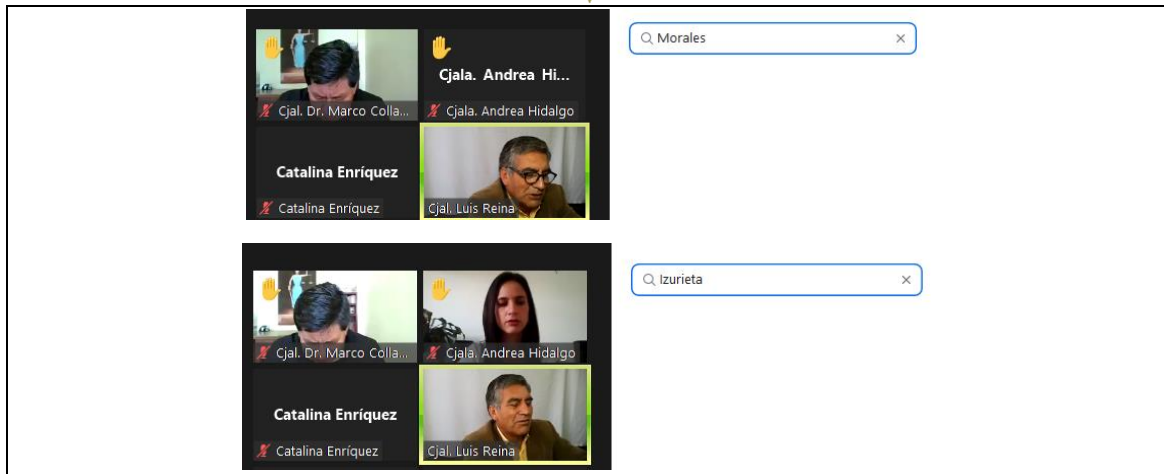 Morales
Cjala. Andrea Hi...
Cjal. Dr. Marco Colla...
Cjala. Andrea Hidalgo
Catalina Enríquez
Catalina Enríquez
Cjal. Luis Reina
Izurieta
Cjal. Dr. Marco Colla...
Cjala. Andrea Hidalgo
Catalina Enríquez
Catalina Enríquez
Cjal. Luis Reina